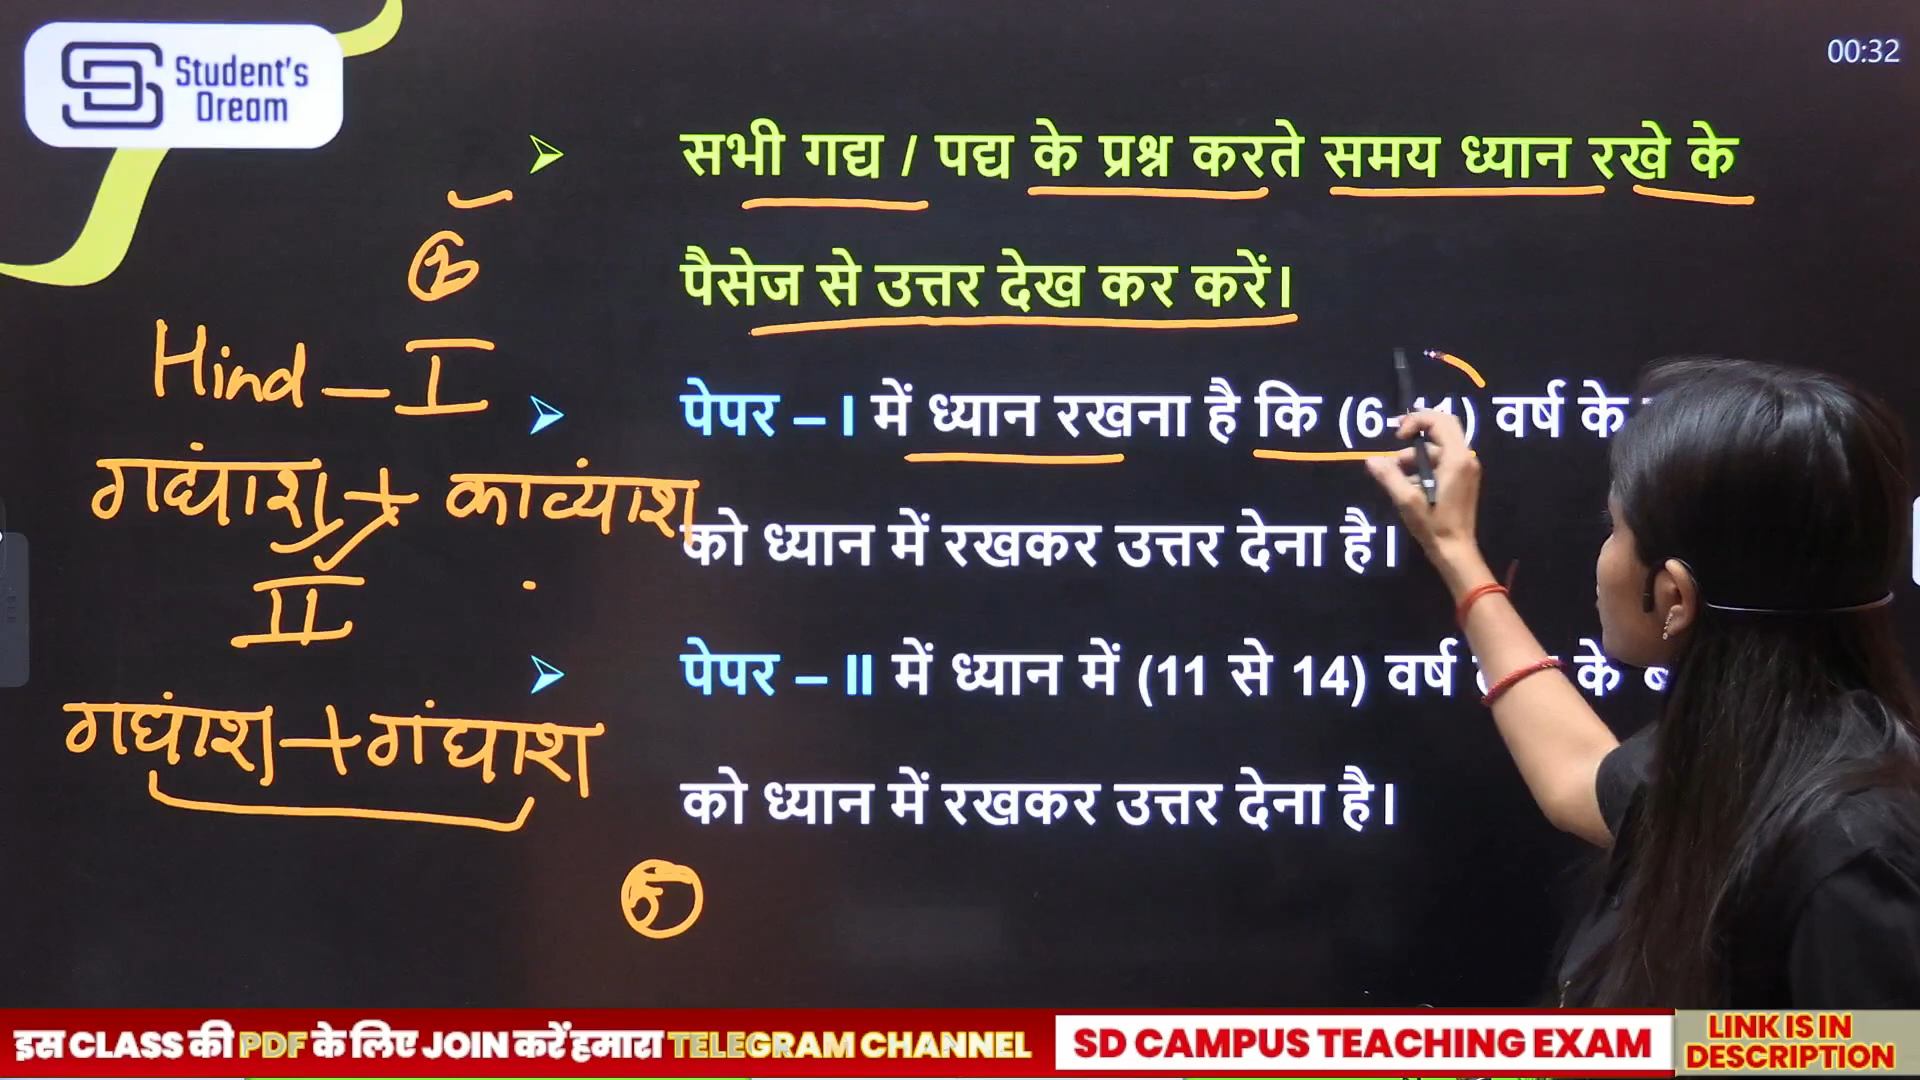 Student's
Dream
00:32
सभी गद्य / पद्य के प्रश्न करते समय ध्यान रखे के
पैसेज से उत्तर देख कर करें।
Hind – I
पेपर – I में ध्यान रखना है कि (6-11) वर्ष के
गद्यांश + काव्यांश
को ध्यान में रखकर उत्तर देना है।
II
पेपर – II में ध्यान में (11 से 14) वर्ष के
गद्यांश + गंद्याश
को ध्यान में रखकर उत्तर देना है।
इस CLASS की PDF के लिए JOIN करें हमारा TELEGRAM CHANNEL
SD CAMPUS TEACHING EXAM
LINK IS IN
DESCRIPTION